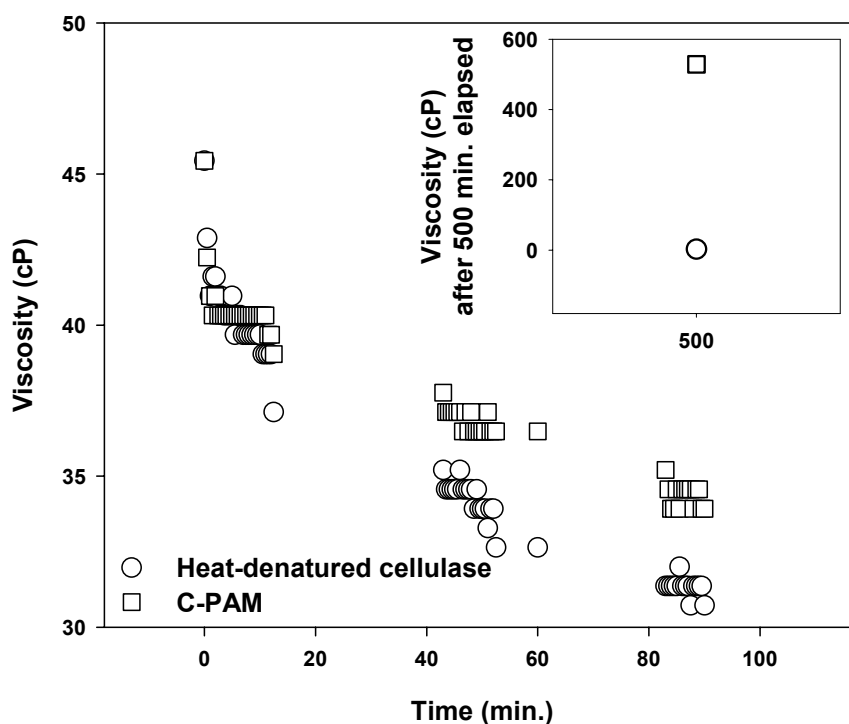 50
45
40
35
30
Viscosity (cP)
0
20
40
60
80
100
Time (min.)
Heat-denatured cellulase
C-PAM
Viscosity (cP)
after 500 min. elapsed
600
400
200
0
500